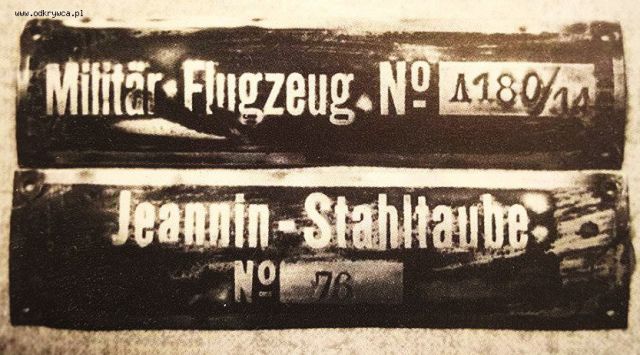 www.odkrywca.pl
Militär Flugzeug. No A180/14
Jeannin-Stahltaube
No 76